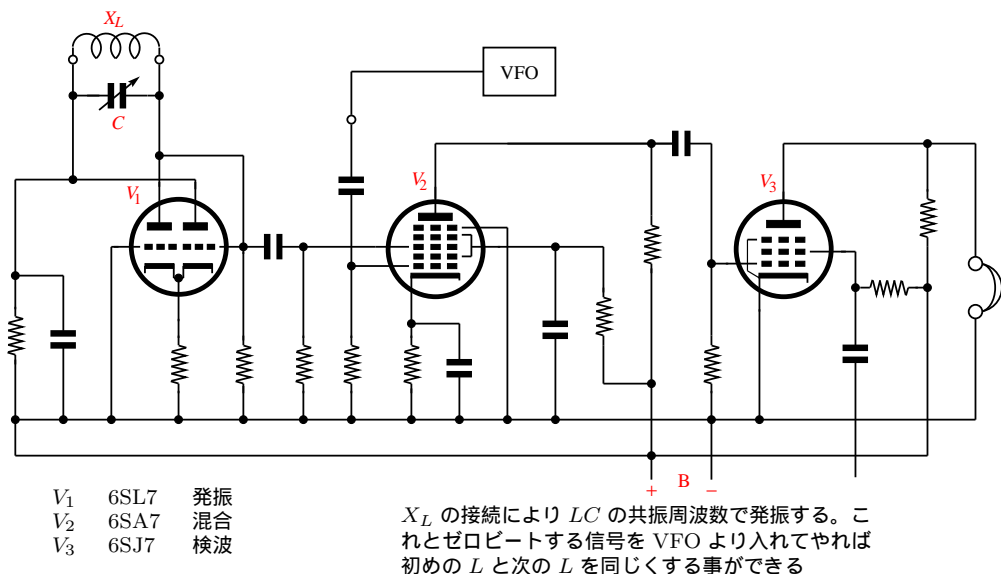 X_L
VFO
C
V_1
V_2
V_3
+ B −
V_1 6SL7 発振
V_2 6SA7 混合
V_3 6SJ7 検波
X_L の接続により LC の共振周波数で発振する。こ
れとゼロビートする信号を VFO より入れてやれば
初めの L と次の L を同じくする事ができる